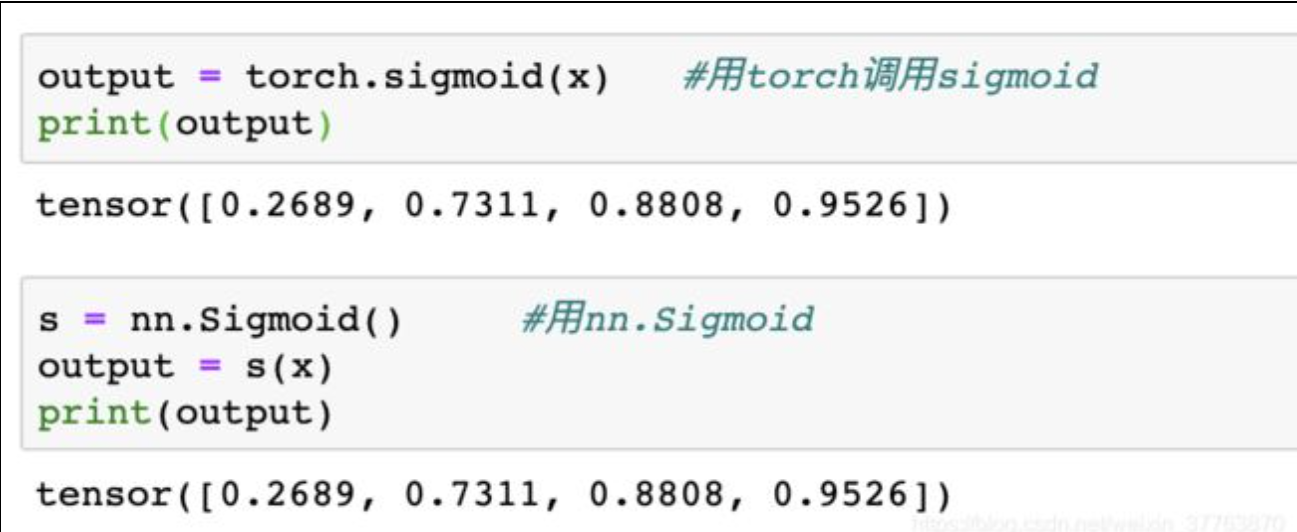 output = torch.sigmoid(x)   #用torch调用sigmoid
print(output)
tensor([0.2689, 0.7311, 0.8808, 0.9526])
s = nn.Sigmoid()      #用nn.Sigmoid
output = s(x)
print(output)
tensor([0.2689, 0.7311, 0.8808, 0.9526])
https://blog.csdn.net/weixin_37783870